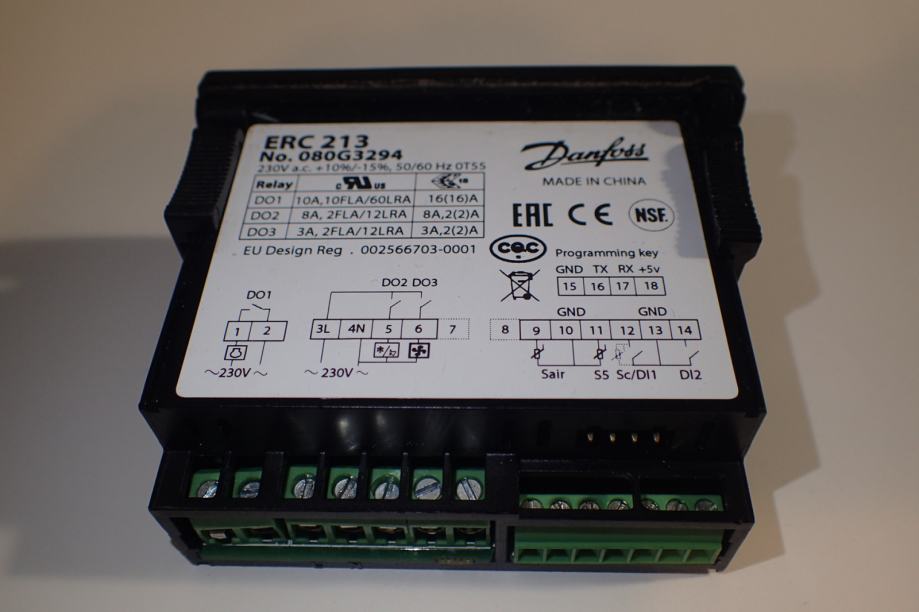 ERC 213
No. 080G3294
230V a.c. +10%/-15%, 50/60 Hz 0T55
Relay c RU us
DO1 10A,10FLA/60LRA 16(16)A
DO2 8A, 2FLA/12LRA 8A,2(2)A
DO3 3A, 2FLA/12LRA 3A,2(2)A
EU Design Reg . 002566703-0001
Danfoss
MADE IN CHINA
EAC CE NSF.
CQC
Programming key
GND TX RX +5v
15 16 17 18
DO1
1 2
~230V ~
DO2 DO3
3L 4N 5 6 7
~ 230V ~
GND GND
8 9 10 11 12 13 14
Sair S5 Sc/DI1 DI2